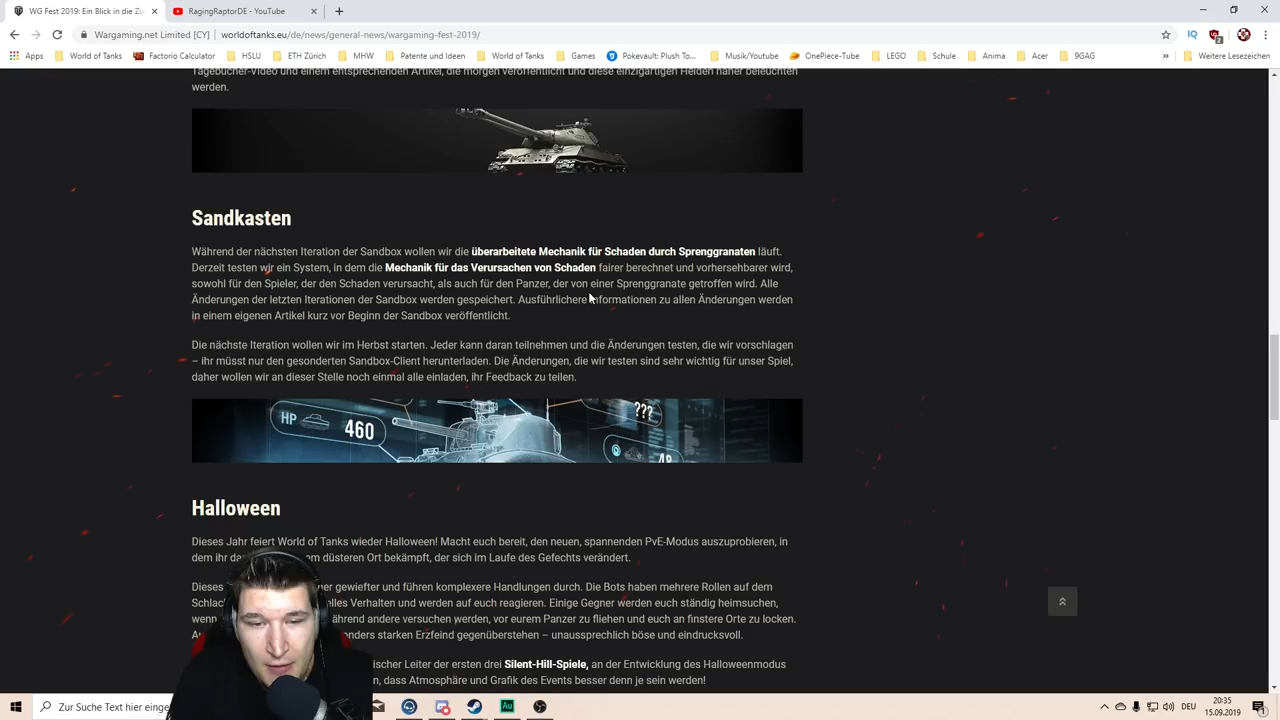 WG Fest 2019: Ein Blick in die Zu
RagingRaptorDE - YouTube
Wargaming.net Limited [CY] | worldoftanks.eu/de/news/general-news/wargaming-fest-2019/
Apps World of Tanks Factorio Calculator HSLU ETH Zürich MHW Patente und Ideen World of Tanks Games Pokevault: Plush To... Musik/Youtube OnePiece-Tube LEGO Schule Anima Acer 9GAG » Weitere Lesezeichen
Tagebücher-Video und einem entsprechenden Artikel, die morgen veröffentlicht und diese einzigartigen Helden näher beleuchten
werden.
Sandkasten
Während der nächsten Iteration der Sandbox wollen wir die überarbeitete Mechanik für Schaden durch Sprenggranaten läuft.
Derzeit testen wir ein System, in dem die Mechanik für das Verursachen von Schaden fairer berechnet und vorhersehbarer wird,
sowohl für den Spieler, der den Schaden verursacht, als auch für den Panzer, der von einer Sprenggranate getroffen wird. Alle
Änderungen der letzten Iterationen der Sandbox werden gespeichert. Ausführlichere Informationen zu allen Änderungen werden
in einem eigenen Artikel kurz vor Beginn der Sandbox veröffentlicht.
Die nächste Iteration wollen wir im Herbst starten. Jeder kann daran teilnehmen und die Änderungen testen, die wir vorschlagen
– ihr müsst nur den gesonderten Sandbox-Client herunterladen. Die Änderungen, die wir testen sind sehr wichtig für unser Spiel,
daher wollen wir an dieser Stelle noch einmal alle einladen, ihr Feedback zu teilen.
HP 460 ??? 48
Halloween
Dieses Jahr feiert World of Tanks wieder Halloween! Macht euch bereit, den neuen, spannenden PvE-Modus auszuprobieren, in
dem ihr düsteren Ort bekämpft, der sich im Laufe des Gefechts verändert.
Dieses gewiefter und führen komplexere Handlungen durch. Die Bots haben mehrere Rollen auf dem
Verhalten und werden auf euch reagieren. Einige Gegner werden euch ständig heimsuchen,
wenn während andere versuchen werden, vor eurem Panzer zu fliehen und euch an finstere Orte zu locken.
starken Erzfeind gegenüberstehen – unaussprechlich böse und eindrucksvoll.
Leiter der ersten drei Silent-Hill-Spiele, an der Entwicklung des Halloweenmodus
dass Atmosphäre und Grafik des Events besser denn je sein werden!
Zur Suche Text hier einge
DEU
20:35
15.09.2019